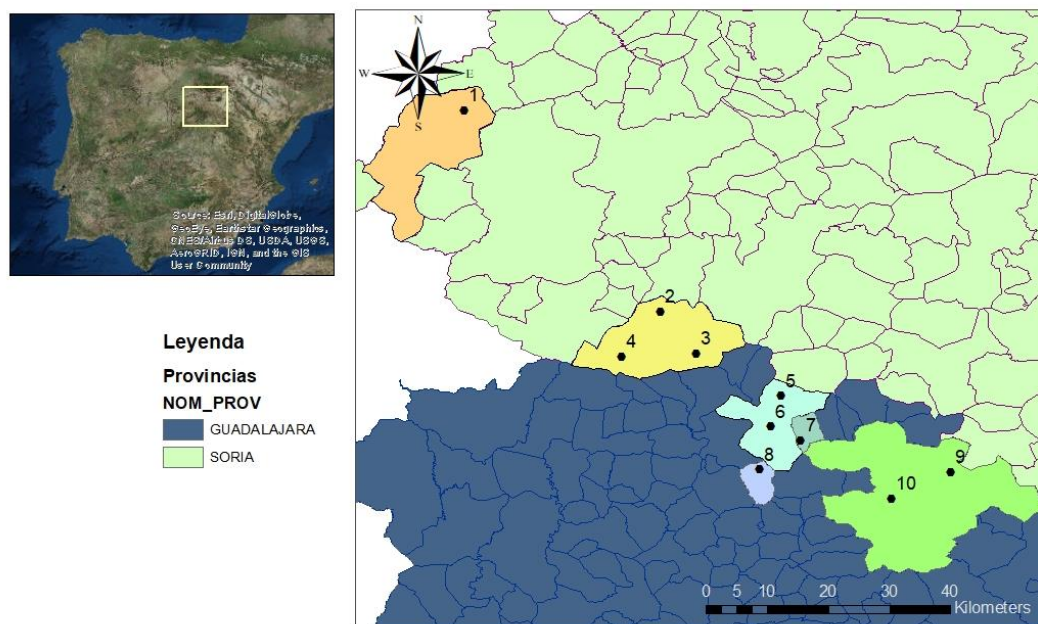 Source: Esri, DigitalGlobe,
GeoEye, Earthstar Geographics,
CNES/Airbus DS, USDA, USGS,
AeroGRID, IGN, and the GIS
User Community
Leyenda
Provincias
NOM_PROV
GUADALAJARA
SORIA
N
W E
S
1
2
3
4
5
6
7
8
9
10
0 5 10 20 30 40
Kilometers